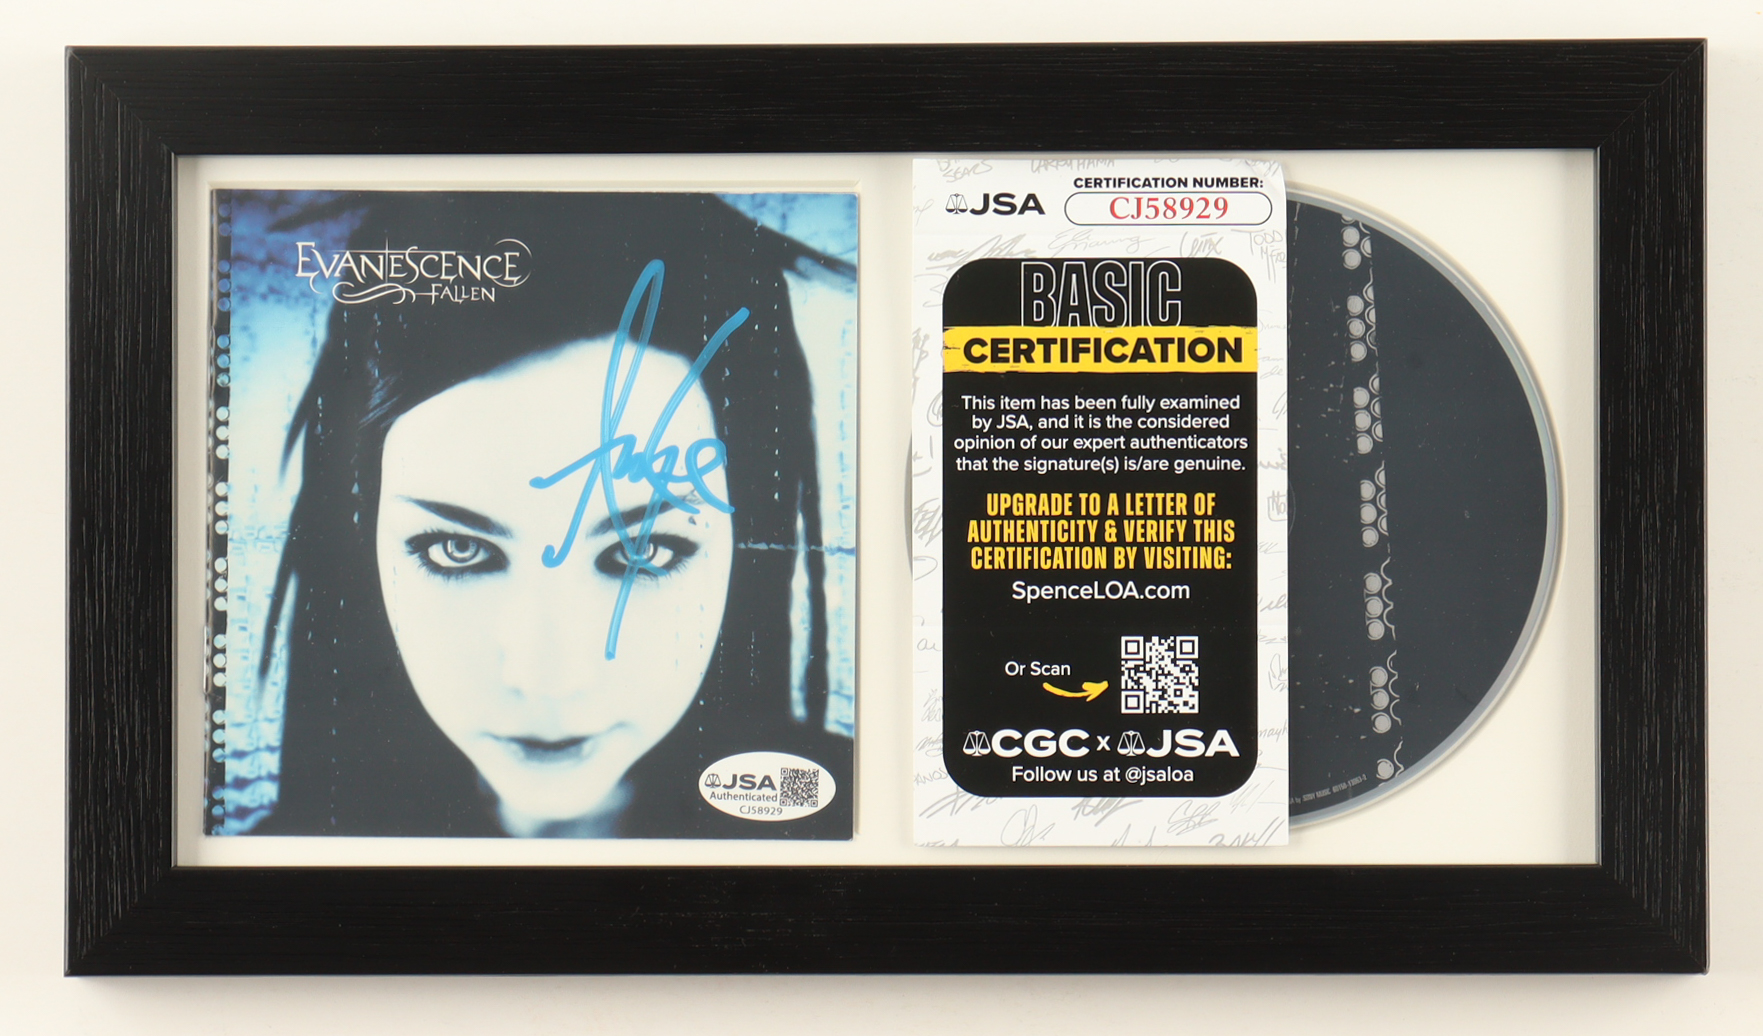 EVANESCENCE
FALLEN
JSA
Authenticated
CJ58929
JSA
CERTIFICATION NUMBER:
CJ58929
BASIC
CERTIFICATION
This item has been fully examined
by JSA, and it is the considered
opinion of our expert authenticators
that the signature(s) is/are genuine.
UPGRADE TO A LETTER OF
AUTHENTICITY & VERIFY THIS
CERTIFICATION BY VISITING:
SpenceLOA.com
Or Scan
CGC x JSA
Follow us at @jsaloa